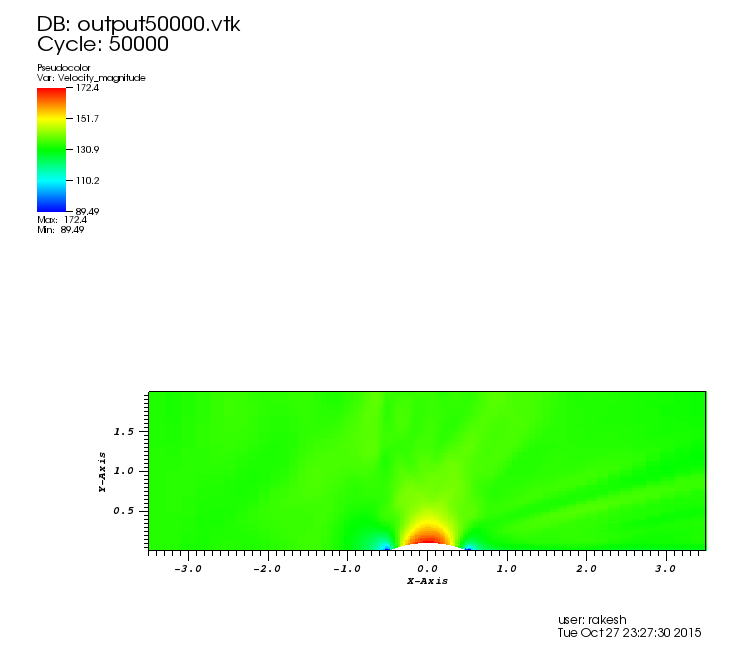 DB: output50000.vtk
Cycle: 50000
Pseudocolor
Var: Velocity_magnitude
172.4
151.7
130.9
110.2
89.49
Max: 172.4
Min: 89.49
1.5
1.0
0.5
Y-Axis
-3.0 -2.0 -1.0 0.0 1.0 2.0 3.0
X-Axis
user: rakesh
Tue Oct 27 23:27:30 2015